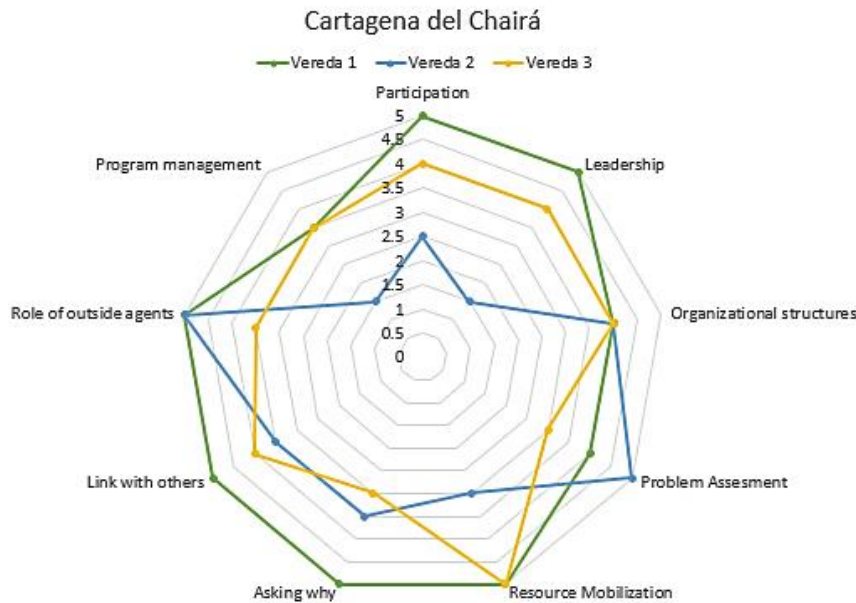 Cartagena del Chairá
Vereda 1 Vereda 2 Vereda 3
Participation
5
4.5
4
3.5
3
2.5
2
1.5
1
0.5
0
Leadership
Organizational structures
Problem Assesment
Resource Mobilization
Asking why
Link with others
Role of outside agents
Program management